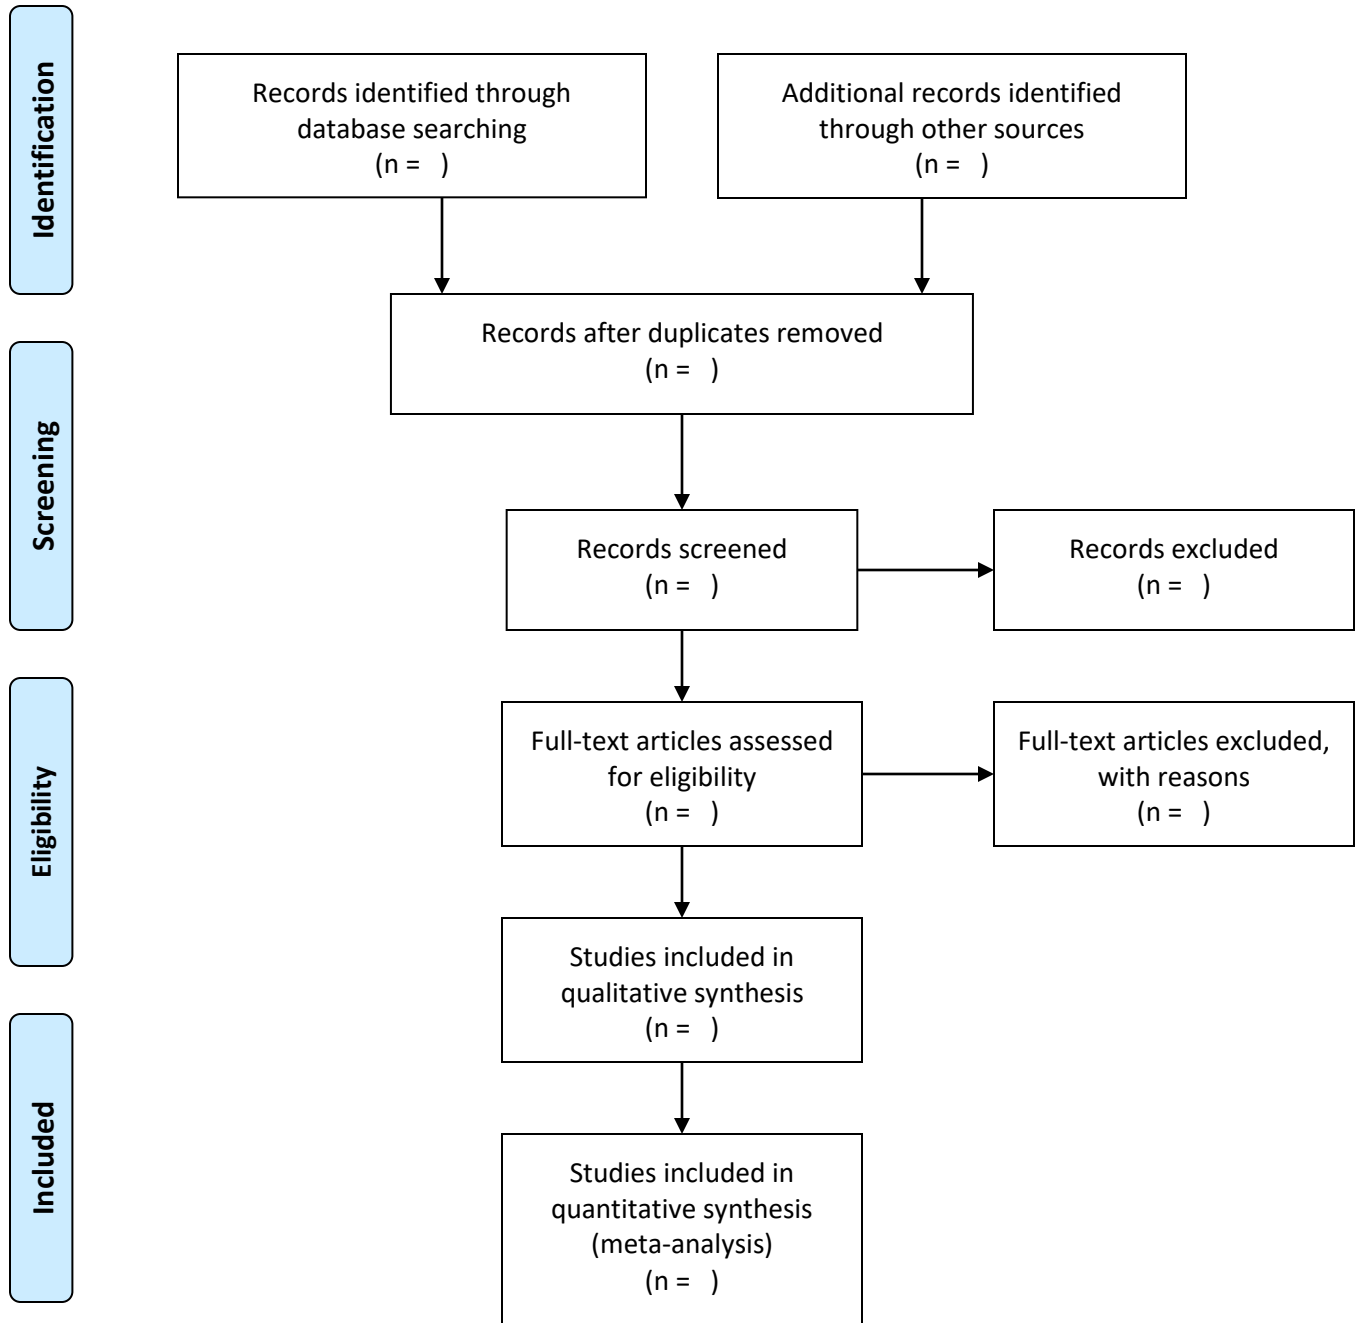 Identification
Records identified through
database searching
(n =   )
Additional records identified
through other sources
(n =   )
Records after duplicates removed
(n =   )
Screening
Records screened
(n =   )
Records excluded
(n =   )
Eligibility
Full-text articles assessed
for eligibility
(n =   )
Full-text articles excluded,
with reasons
(n =   )
Studies included in
qualitative synthesis
(n =   )
Included
Studies included in
quantitative synthesis
(meta-analysis)
(n =   )